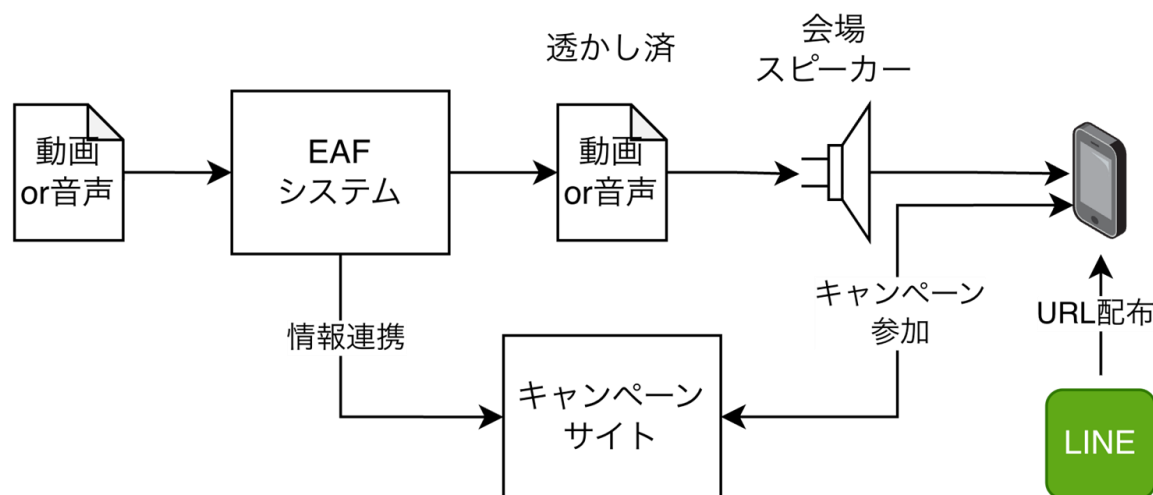 透かし済
会場
スピーカー
動画
or音声
EAF
システム
動画
or音声
キャンペーン
参加
情報連携
URL配布
キャンペーン
サイト
LINE